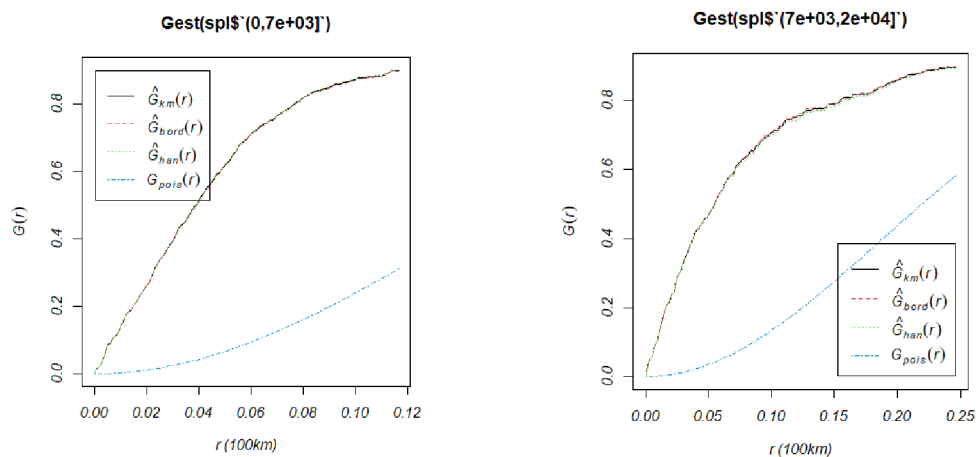 Gest(spl$`(0,7e+03]`)
Ĝkm(r)
Ĝbord(r)
Ĝhan(r)
Gpois(r)
G(r)
0.0
0.2
0.4
0.6
0.8
0.00 0.02 0.04 0.06 0.08 0.10 0.12
r (100km)
Gest(spl$`(7e+03,2e+04]`)
G(r)
0.0
0.2
0.4
0.6
0.8
Ĝkm(r)
Ĝbord(r)
Ĝhan(r)
Gpois(r)
0.00 0.05 0.10 0.15 0.20 0.25
r (100km)